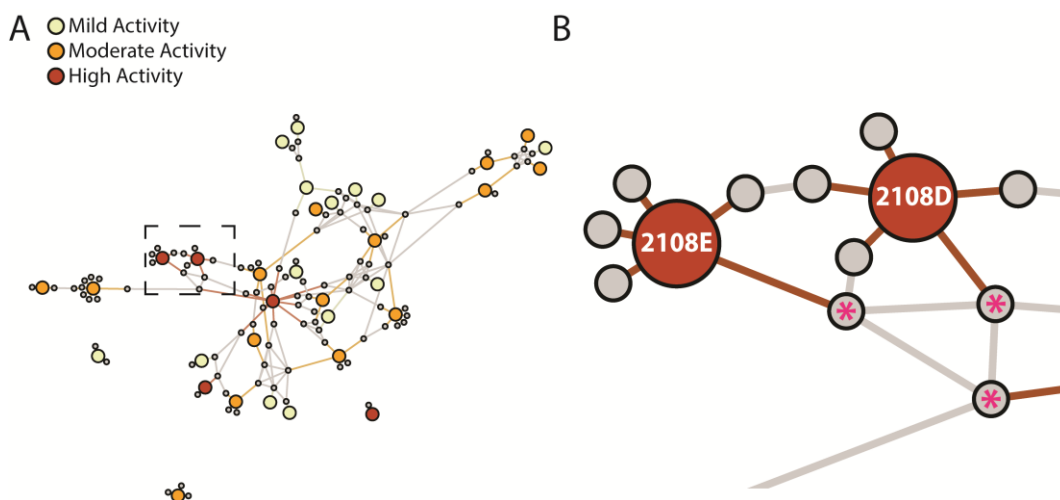 A
Mild Activity
Moderate Activity
High Activity
B
2108E
2108D
*
*
*